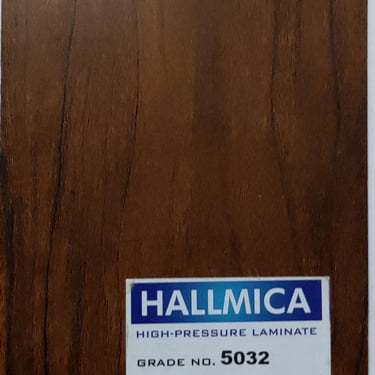 HALLMICA
HIGH-PRESSURE LAMINATE
GRADE NO. 5032